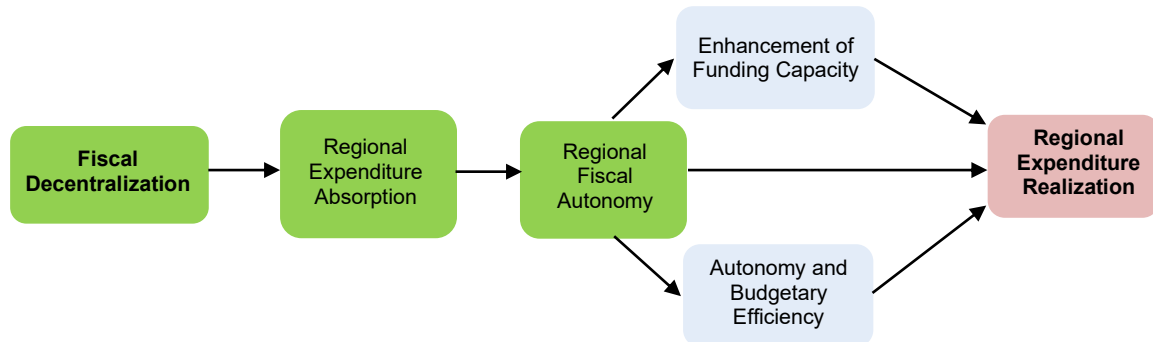 Enhancement of
Funding Capacity
Fiscal
Decentralization
Regional
Expenditure
Absorption
Regional
Fiscal
Autonomy
Regional
Expenditure
Realization
Autonomy and
Budgetary
Efficiency